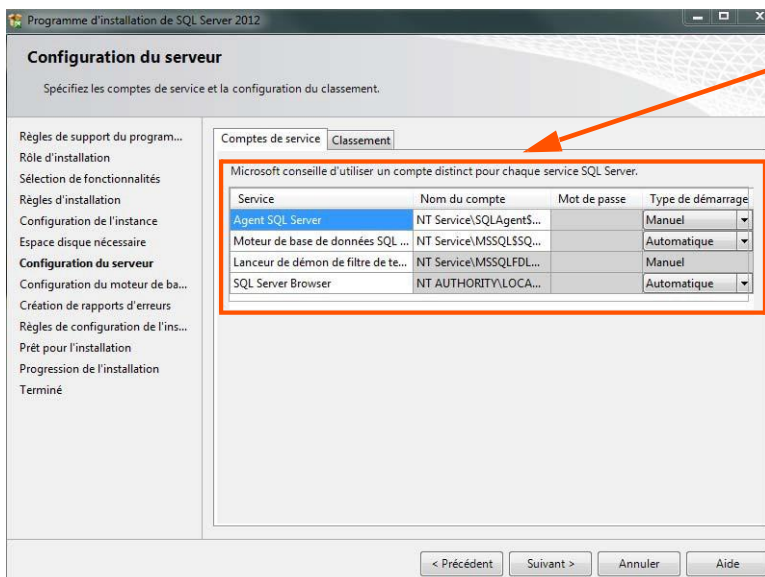 Programme d'installation de SQL Server 2012
Configuration du serveur
Spécifiez les comptes de service et la configuration du classement.
Règles de support du program...
Rôle d'installation
Sélection de fonctionnalités
Règles d'installation
Configuration de l'instance
Espace disque nécessaire
Configuration du serveur
Configuration du moteur de ba...
Création de rapports d'erreurs
Règles de configuration de l'ins...
Prêt pour l'installation
Progression de l'installation
Terminé
Comptes de service Classement
Microsoft conseille d'utiliser un compte distinct pour chaque service SQL Server.
Service Nom du compte Mot de passe Type de démarrage
Agent SQL Server NT Service\SQLAgent$... Manuel
Moteur de base de données SQL ... NT Service\MSSQL$SQ... Automatique
Lanceur de démon de filtre de te... NT Service\MSSQLFDL... Manuel
SQL Server Browser NT AUTHORITY\LOCA... Automatique
< Précédent Suivant > Annuler Aide